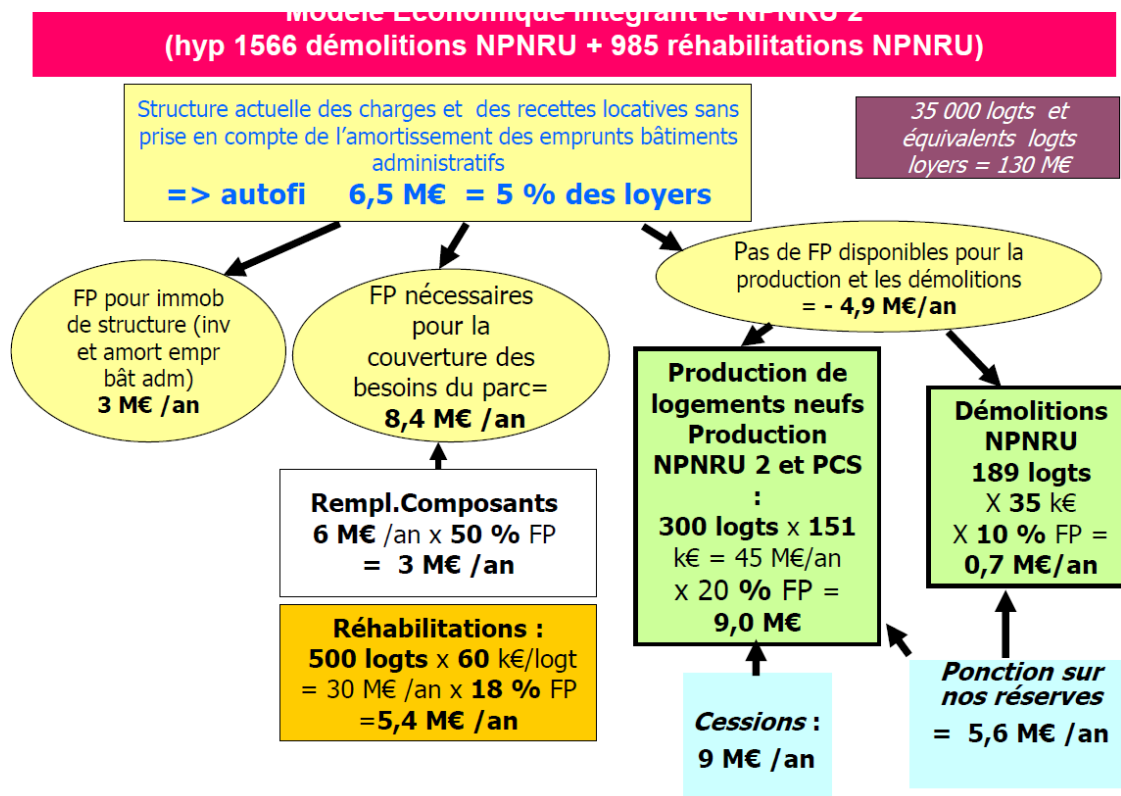 Modèle Economique intégrant le NPNRU 2
(hyp 1566 démolitions NPNRU + 985 réhabilitations NPNRU)
Structure actuelle des charges et des recettes locatives sans
prise en compte de l'amortissement des emprunts bâtiments
administratifs
=> autofi 6,5 M€ = 5 % des loyers
35 000 logts et
équivalents logts
loyers = 130 M€
FP pour immob
de structure (inv
et amort empr
bât adm)
3 M€ /an
FP nécessaires
pour la
couverture des
besoins du parc=
8,4 M€ /an
Pas de FP disponibles pour la
production et les démolitions
= - 4,9 M€/an
Rempl.Composants
6 M€ /an x 50 % FP
= 3 M€ /an
Réhabilitations :
500 logts x 60 k€/logt
= 30 M€ /an x 18 % FP
=5,4 M€ /an
Production de
logements neufs
Production
NPNRU 2 et PCS
:
300 logts x 151
k€ = 45 M€/an
x 20 % FP =
9,0 M€
Démolitions
NPNRU
189 logts
X 35 k€
X 10 % FP =
0,7 M€/an
Cessions :
9 M€ /an
Ponction sur
nos réserves
= 5,6 M€ /an